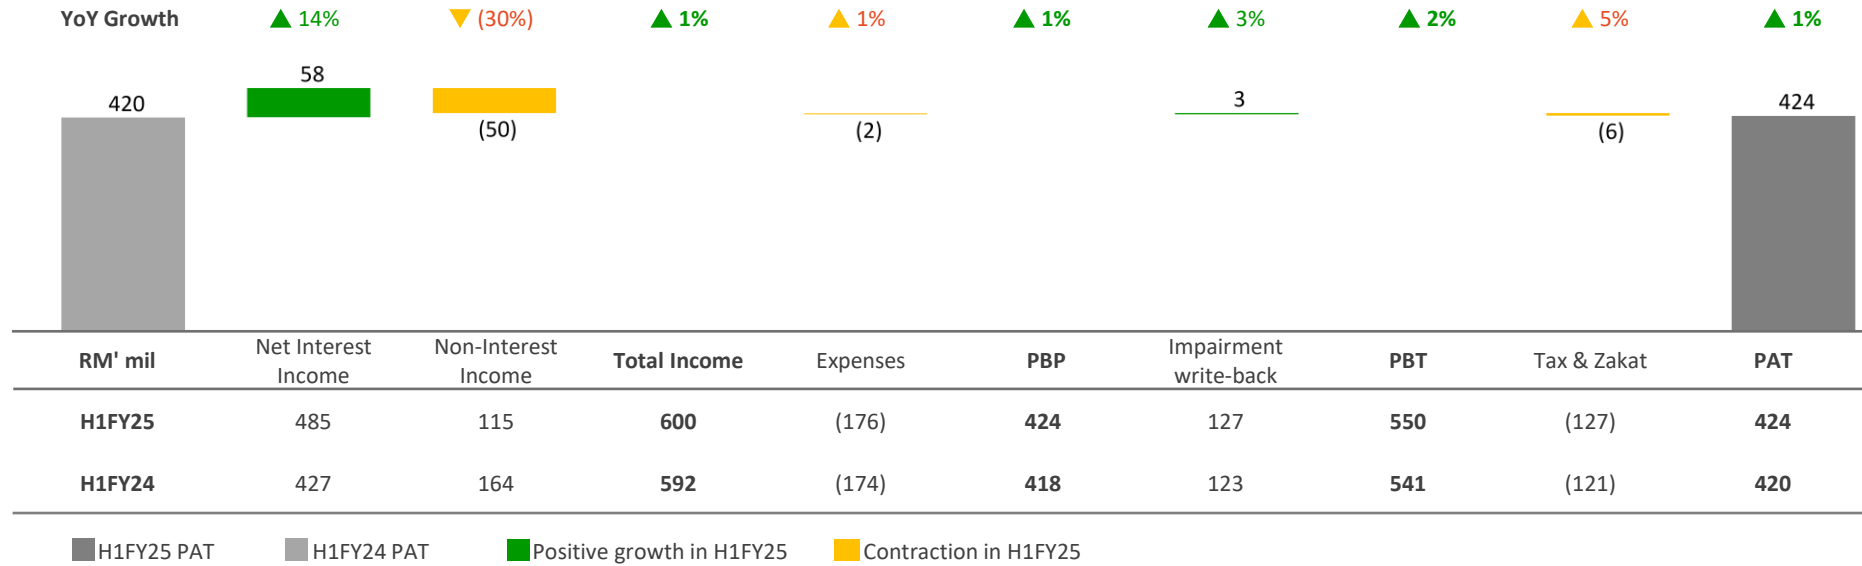 YoY Growth ▲ 14% ▼ (30%) ▲ 1% ▲ 1% ▲ 1% ▲ 3% ▲ 2% ▲ 5% ▲ 1%
58
420 3 424
(50) (2) (6)
RM' mil Net Interest Income Non-Interest Income Total Income Expenses PBP Impairment write-back PBT Tax & Zakat PAT
H1FY25 485 115 600 (176) 424 127 550 (127) 424
H1FY24 427 164 592 (174) 418 123 541 (121) 420
H1FY25 PAT H1FY24 PAT Positive growth in H1FY25 Contraction in H1FY25